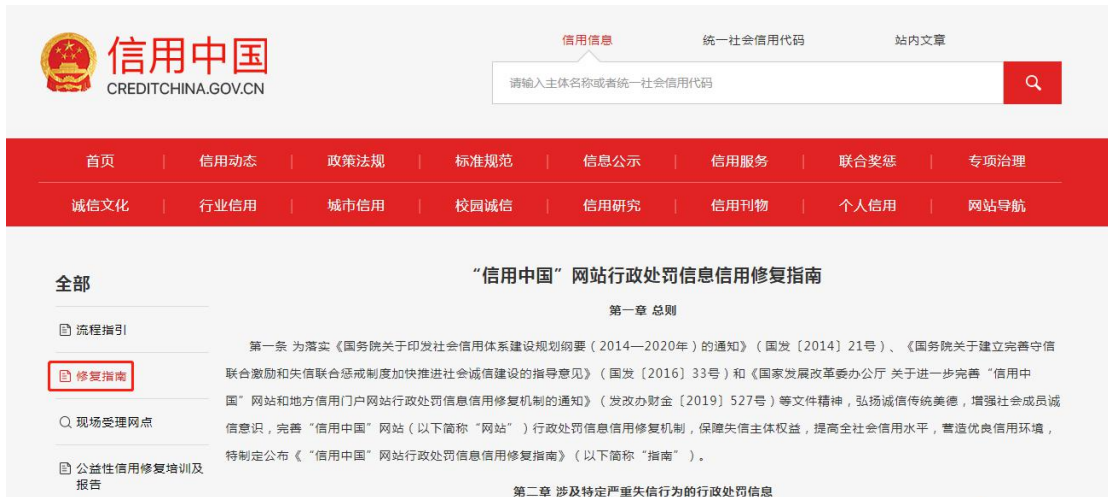 信用中国
CREDITCHINA.GOV.CN
信用信息 统一社会信用代码 站内文章
请输入主体名称或者统一社会信用代码
首页 信用动态 政策法规 标准规范 信息公示 信用服务 联合奖惩 专项治理
诚信文化 行业信用 城市信用 校园诚信 信用研究 信用刊物 个人信用 网站导航
全部
流程指引
修复指南
现场受理网点
公益性信用修复培训及
报告
“信用中国”网站行政处罚信息信用修复指南
第一章 总则
第一条 为落实《国务院关于印发社会信用体系建设规划纲要（2014—2020年）的通知》（国发〔2014〕21号）、《国务院关于建立完善守信
联合激励和失信联合惩戒制度加快推进社会诚信建设的指导意见》（国发〔2016〕33号）和《国家发展改革委办公厅 关于进一步完善“信用中
国”网站和地方信用门户网站行政处罚信息信用修复机制的通知》（发改办财金〔2019〕527号）等文件精神，弘扬诚信传统美德，增强社会成员诚
信意识，完善“信用中国”网站（以下简称“网站”）行政处罚信息信用修复机制，保障失信主体权益，提高全社会信用水平，营造优良信用环境，
特制定公布《“信用中国”网站行政处罚信息信用修复指南》（以下简称“指南”）。
第二章 涉及特定严重失信行为的行政处罚信息